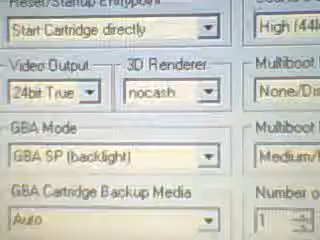 Reset/Startup Entrypoint
Start Cartridge directly
High (44k
Video Output
3D Renderer
Multiboot
24bit True
nocash
None/Dis
GBA Mode
Multiboot
GBA SP (backlight)
Medium/
GBA Cartridge Backup Media
Number o
Auto
1